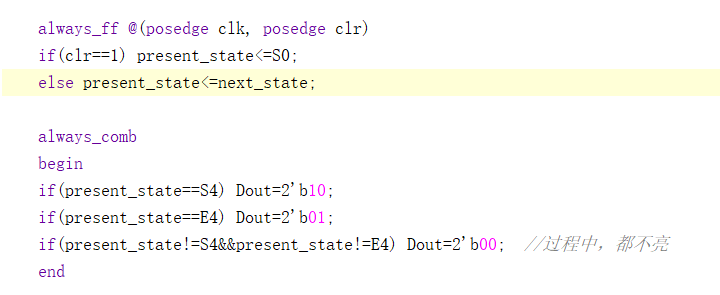 always_ff @(posedge clk, posedge clr)
if(clr==1) present_state<=S0;
else present_state<=next_state;
always_comb
begin
if(present_state==S4) Dout=2'b10;
if(present_state==E4) Dout=2'b01;
if(present_state!=S4&&present_state!=E4) Dout=2'b00;  //过程中，都不亮
end